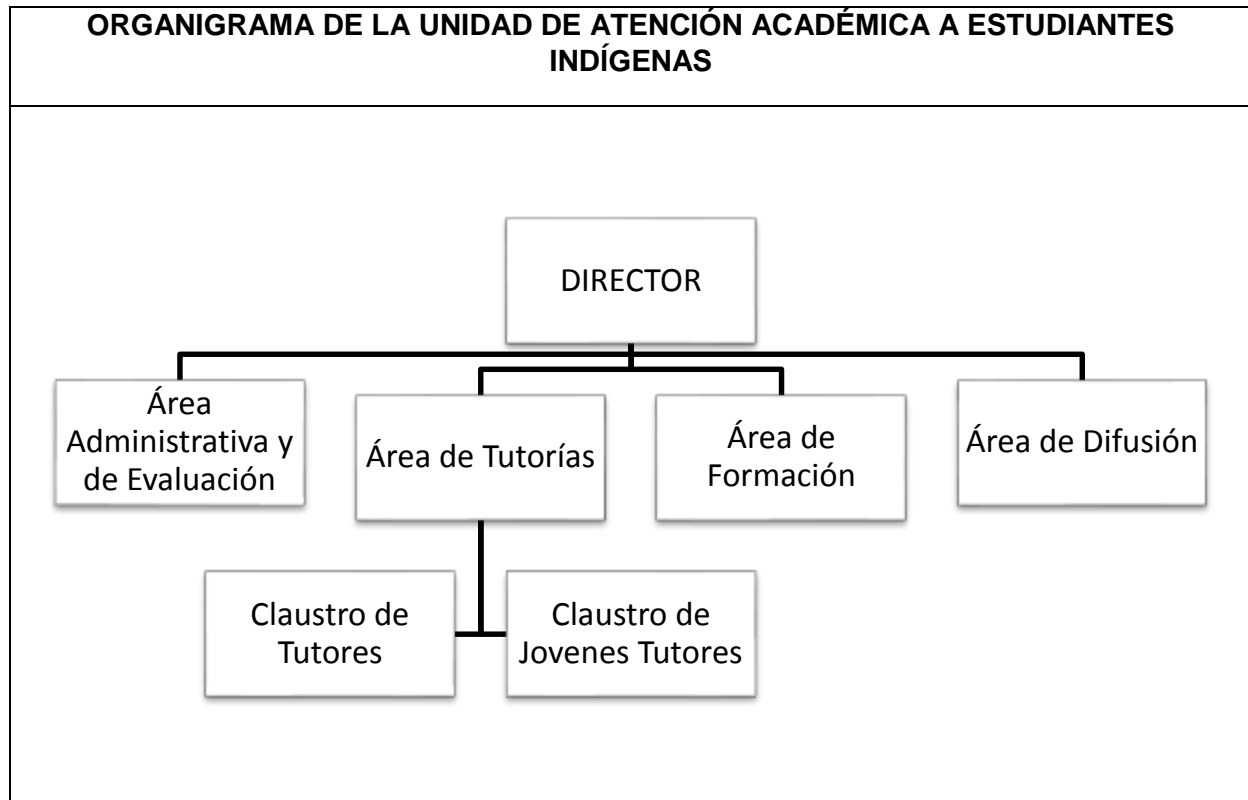 ORGANIGRAMA DE LA UNIDAD DE ATENCIÓN ACADÉMICA A ESTUDIANTES
INDÍGENAS
DIRECTOR
Área
Administrativa y
de Evaluación
Área de Tutorías
Área de
Formación
Área de Difusión
Claustro de
Tutores
Claustro de
Jovenes Tutores